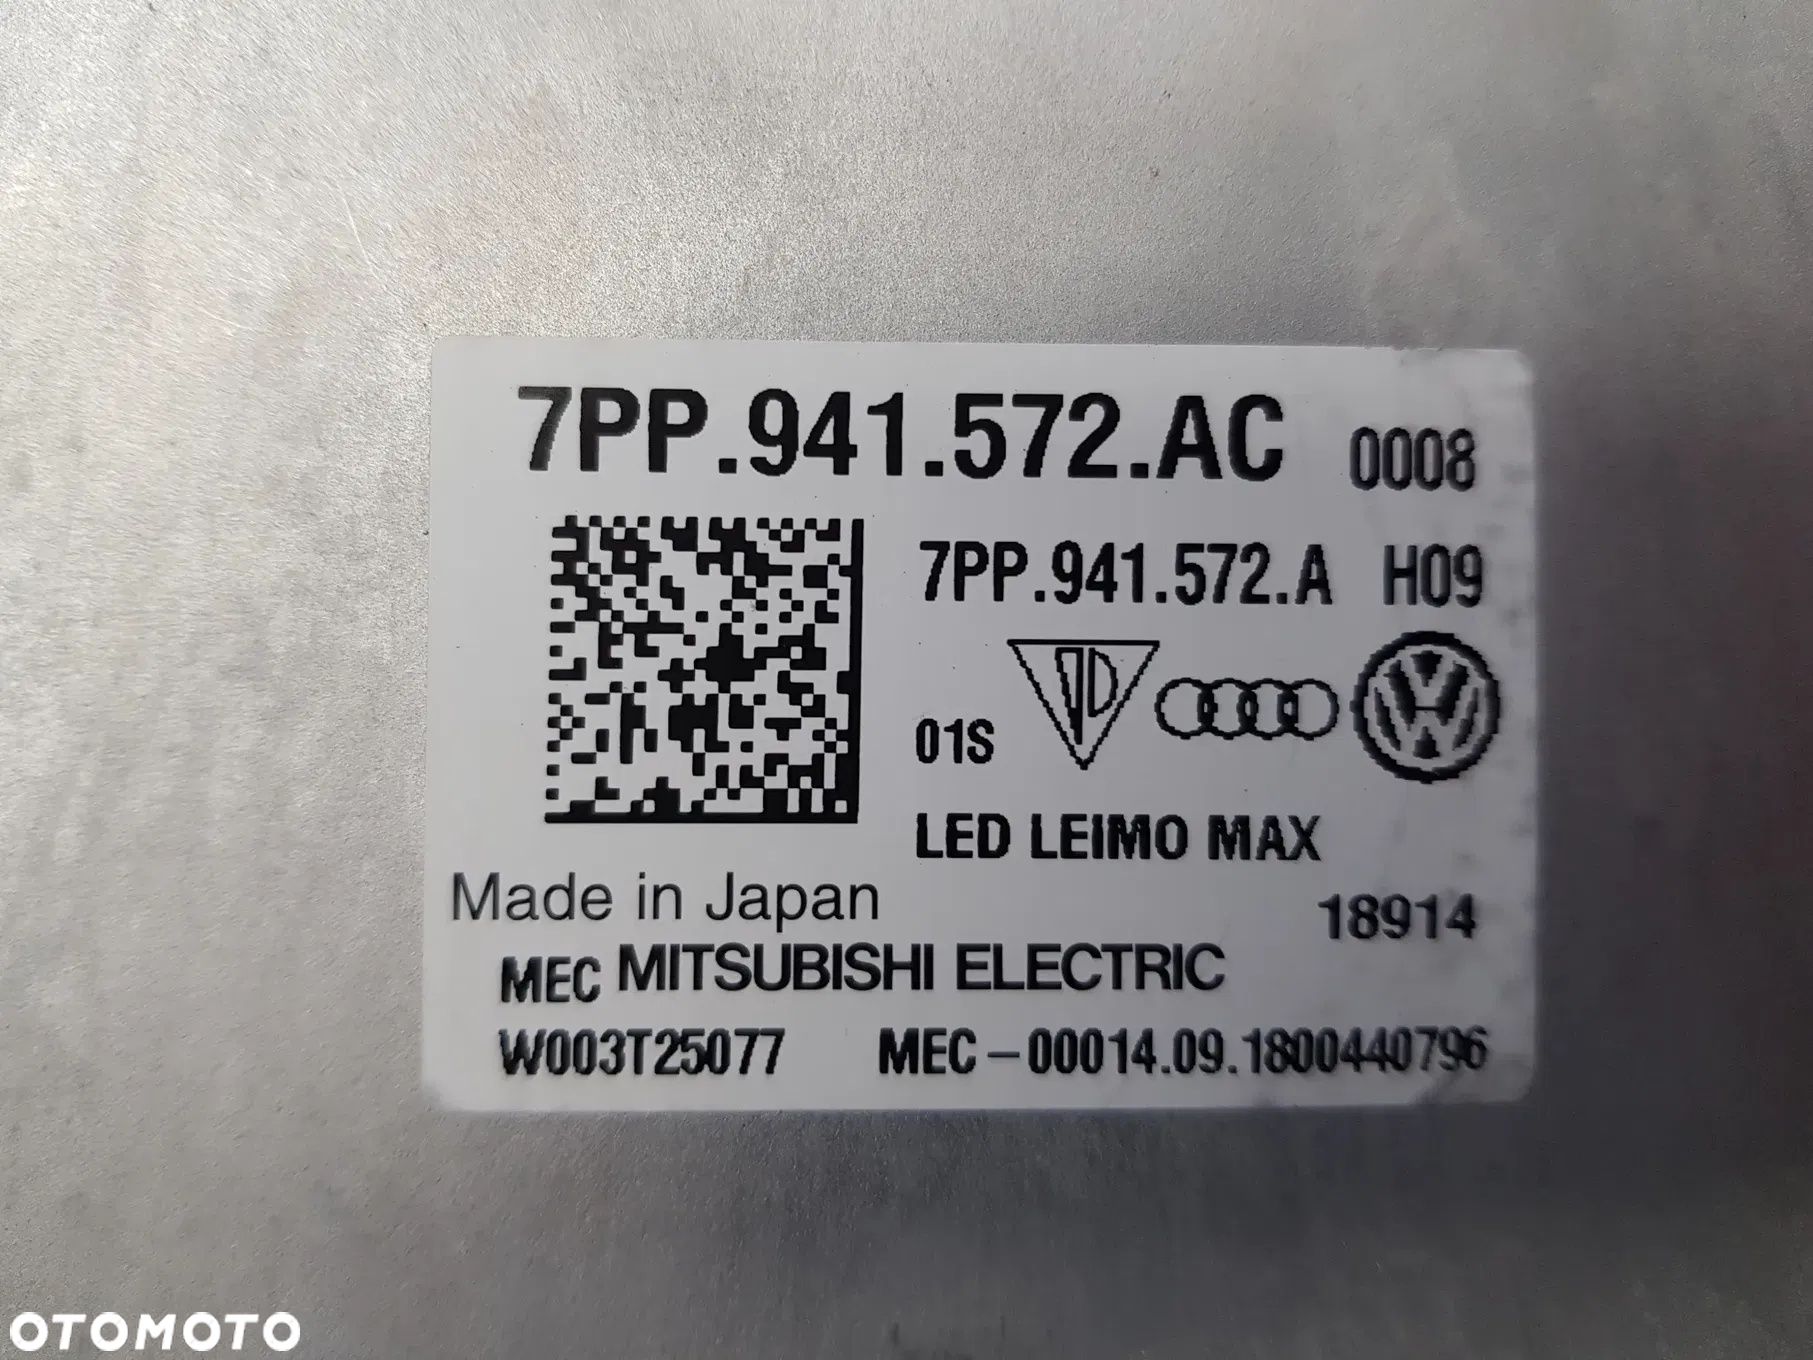 7PP.941.572.AC 0008
7PP.941.572.A H09
01S
LED LEIMO MAX
Made in Japan 18914
MEC MITSUBISHI ELECTRIC
W003T25077 MEC-00014.09.1800440796
OTOMOTO